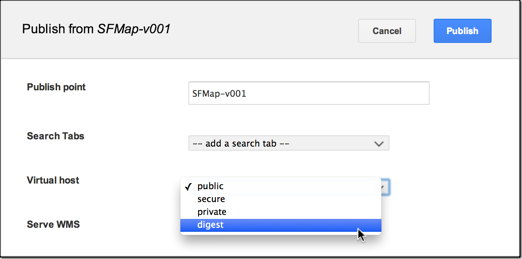 Publish from SFMap-v001
Cancel
Publish
Publish point
SFMap-v001
Search Tabs
-- add a search tab --
Virtual host
✓ public
secure
private
digest
Serve WMS